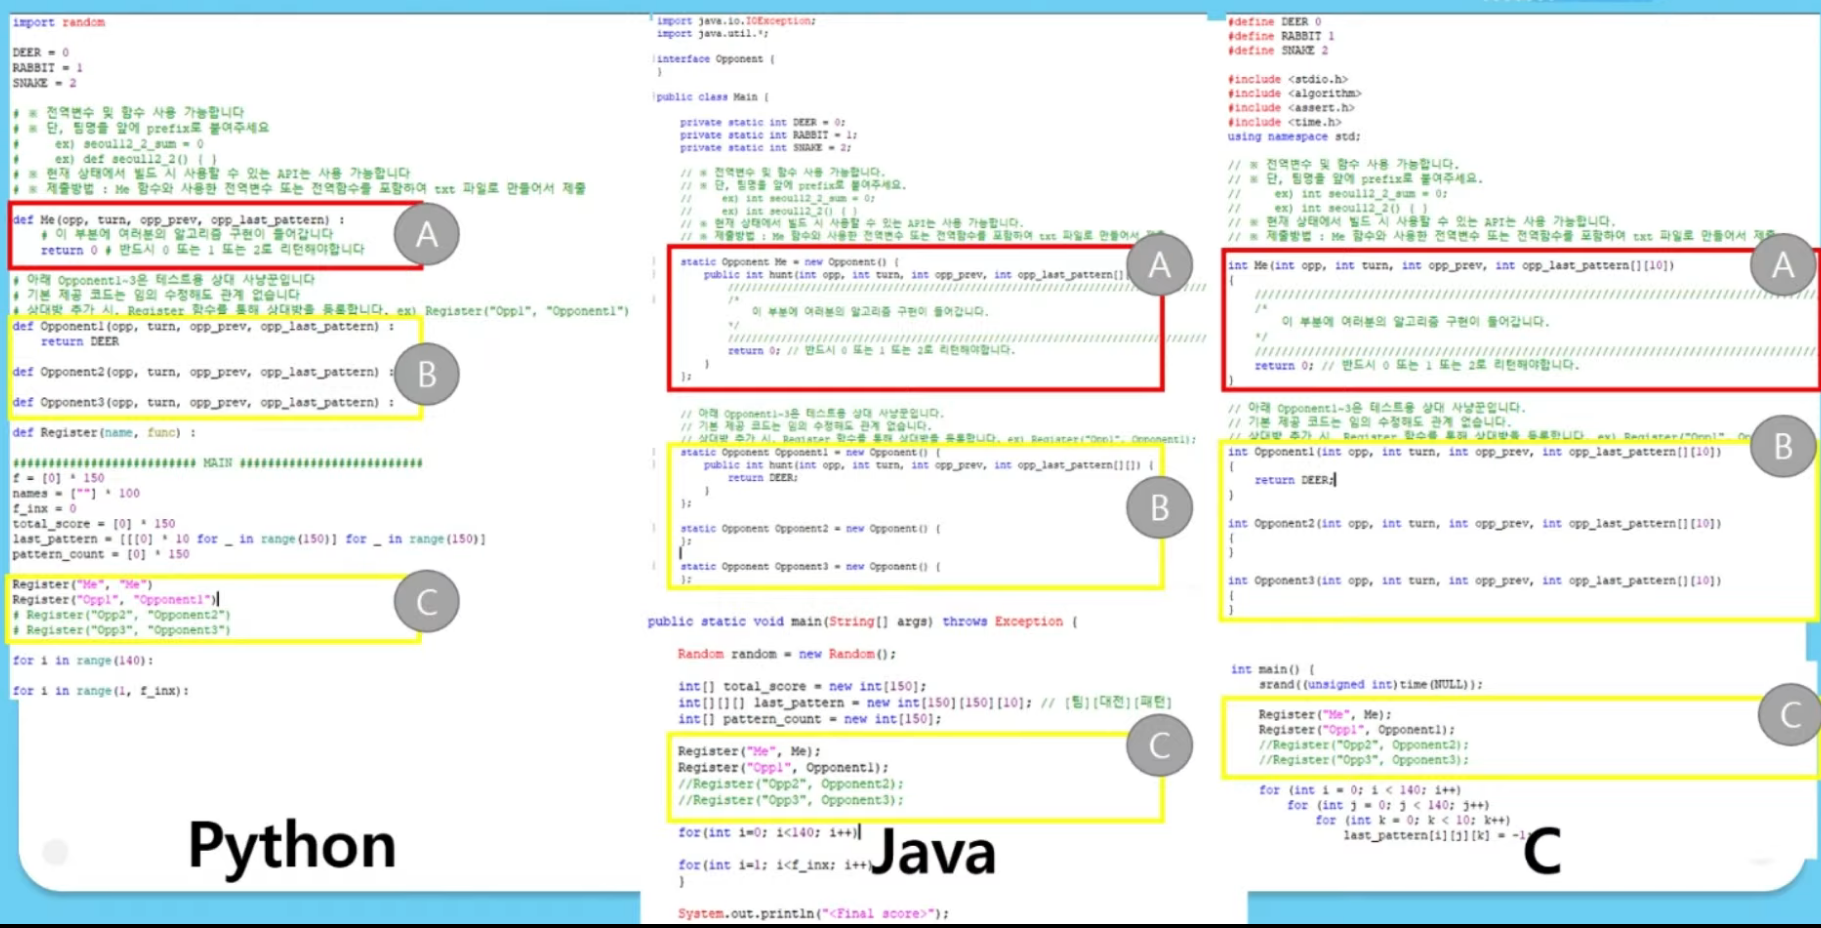 import random
DEER = 0
RABBIT = 1
SNAKE = 2
# ※ 전역변수 및 함수 사용 가능합니다
# ※ 단, 팀명을 앞에 prefix로 붙여주세요
# ex) seoul12_2_sum = 0
# ex) def seoul12_2() { }
# ※ 현재 상태에서 빌드 시 사용할 수 있는 API는 사용 가능합니다
# ※ 제출방법 : Me 함수와 사용한 전역변수 또는 전역함수를 포함하여 txt 파일로 만들어서 제출
def Me(opp, turn, opp_prev, opp_last_pattern) :
# 이 부분에 여러분의 알고리즘 구현이 들어갑니다
return 0 # 반드시 0 또는 1 또는 2로 리턴해야합니다
A
# 아래 Opponent1~3은 테스트용 상대 사냥꾼입니다
# 기본 제공 코드는 임의 수정해도 관계 없습니다
# 상대방 추가 시, Register 함수를 통해 상대방을 등록합니다. ex) Register("Opp1", "Opponent1")
def Opponent1(opp, turn, opp_prev, opp_last_pattern) :
return DEER
def Opponent2(opp, turn, opp_prev, opp_last_pattern) :
def Opponent3(opp, turn, opp_prev, opp_last_pattern) :
B
def Register(name, func) :
########################## MAIN ##########################
f = [0] * 150
names = [""] * 100
f_inx = 0
total_score = [0] * 150
last_pattern = [[[0] * 10 for _ in range(150)] for _ in range(150)]
pattern_count = [0] * 150
Register("Me", "Me")
Register("Opp1", "Opponent1")
# Register("Opp2", "Opponent2")
# Register("Opp3", "Opponent3")
C
for i in range(140):
for i in range(1, f_inx):
Python
import java.io.IOException;
import java.util.*;
interface Opponent {
}
public class Main {
private static int DEER = 0;
private static int RABBIT = 1;
private static int SNAKE = 2;
// ※ 전역변수 및 함수 사용 가능합니다.
// ※ 단, 팀명을 앞에 prefix로 붙여주세요.
// ex) int seoul12_2_sum = 0;
// ex) int seoul12_2() { }
// ※ 현재 상태에서 빌드 시 사용할 수 있는 API는 사용 가능합니다.
// ※ 제출방법 : Me 함수와 사용한 전역변수 또는 전역함수를 포함하여 txt 파일로 만들어서
static Opponent Me = new Opponent() {
public int hunt(int opp, int turn, int opp_prev, int opp_last_pattern[]
////////////////////////////////////////////////////////////////////////////////
/*
이 부분에 여러분의 알고리즘 구현이 들어갑니다.
*/
////////////////////////////////////////////////////////////////////////////////
return 0; // 반드시 0 또는 1 또는 2로 리턴해야합니다.
}
};
A
// 아래 Opponent1~3은 테스트용 상대 사냥꾼입니다.
// 기본 제공 코드는 임의 수정해도 관계 없습니다.
// 상대방 추가 시, Register 함수를 통해 상대방을 등록합니다. ex) Register("Opp1", Opponent1);
static Opponent Opponent1 = new Opponent() {
public int hunt(int opp, int turn, int opp_prev, int opp_last_pattern[][]) {
return DEER;
}
};
static Opponent Opponent2 = new Opponent() {
};
static Opponent Opponent3 = new Opponent() {
};
B
public static void main(String[] args) throws Exception {
Random random = new Random();
int[] total_score = new int[150];
int[][][] last_pattern = new int[150][150][10]; // [팀][대전][패턴]
int[] pattern_count = new int[150];
Register("Me", Me);
Register("Opp1", Opponent1);
//Register("Opp2", Opponent2);
//Register("Opp3", Opponent3);
C
for(int i=0; i<140; i++)
for(int i=1; i<f_inx; i++)
}
System.out.println("<Final score>");
Java
#define DEER 0
#define RABBIT 1
#define SNAKE 2
#include <stdio.h>
#include <algorithm>
#include <assert.h>
#include <time.h>
using namespace std;
// ※ 전역변수 및 함수 사용 가능합니다.
// ※ 단, 팀명을 앞에 prefix로 붙여주세요.
// ex) int seoul12_2_sum = 0;
// ex) int seoul12_2() { }
// ※ 현재 상태에서 빌드 시 사용할 수 있는 API는 사용 가능합니다.
// ※ 제출방법 : Me 함수와 사용한 전역변수 또는 전역함수를 포함하여 txt 파일로 만들어서 제출
int Me(int opp, int turn, int opp_prev, int opp_last_pattern[][10])
{
////////////////////////////////////////////////////////////////////////////////
/*
이 부분에 여러분의 알고리즘 구현이 들어갑니다.
*/
////////////////////////////////////////////////////////////////////////////////
return 0; // 반드시 0 또는 1 또는 2로 리턴해야합니다.
}
A
// 아래 Opponent1~3은 테스트용 상대 사냥꾼입니다.
// 기본 제공 코드는 임의 수정해도 관계 없습니다.
// 상대방 추가 시, Register 함수를 통해 상대방을 등록합니다. ex) Register("Opp1", Op
int Opponent1(int opp, int turn, int opp_prev, int opp_last_pattern[][10])
{
return DEER;
}
int Opponent2(int opp, int turn, int opp_prev, int opp_last_pattern[][10])
{
}
int Opponent3(int opp, int turn, int opp_prev, int opp_last_pattern[][10])
{
}
B
int main() {
srand((unsigned int)time(NULL));
Register("Me", Me);
Register("Opp1", Opponent1);
//Register("Opp2", Opponent2);
//Register("Opp3", Opponent3);
C
for (int i = 0; i < 140; i++)
for (int j = 0; j < 140; j++)
for (int k = 0; k < 10; k++)
last_pattern[i][j][k] = -1;
C